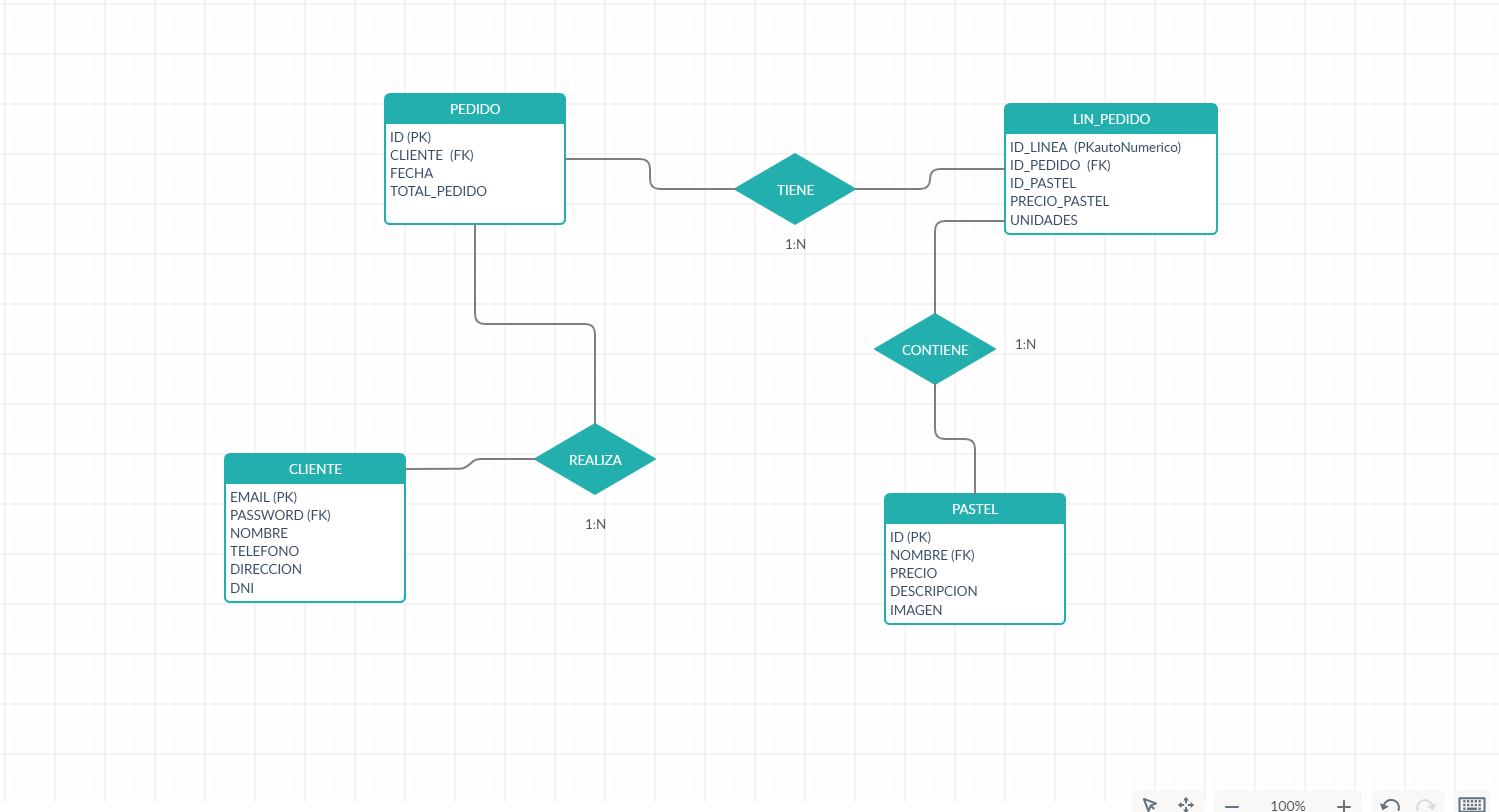 PEDIDO
ID (PK)
CLIENTE (FK)
FECHA
TOTAL_PEDIDO
LIN_PEDIDO
ID_LINEA (PKautoNumerico)
ID_PEDIDO (FK)
ID_PASTEL
PRECIO_PASTEL
UNIDADES
TIENE
1:N
CONTIENE
1:N
CLIENTE
EMAIL (PK)
PASSWORD (FK)
NOMBRE
TELEFONO
DIRECCION
DNI
REALIZA
1:N
PASTEL
ID (PK)
NOMBRE (FK)
PRECIO
DESCRIPCION
IMAGEN
100%